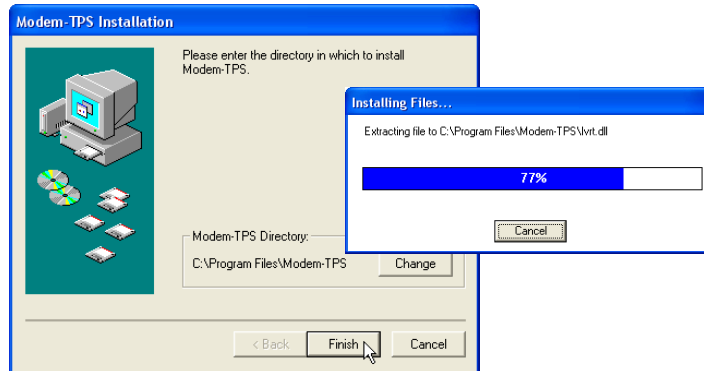 Modem-TPS Installation
Please enter the directory in which to install
Modem-TPS.
Modem-TPS Directory:
C:\Program Files\Modem-TPS
Change
< Back
Finish
Cancel
Installing Files...
Extracting file to C:\Program Files\Modem-TPS\lvrt.dll
77%
Cancel